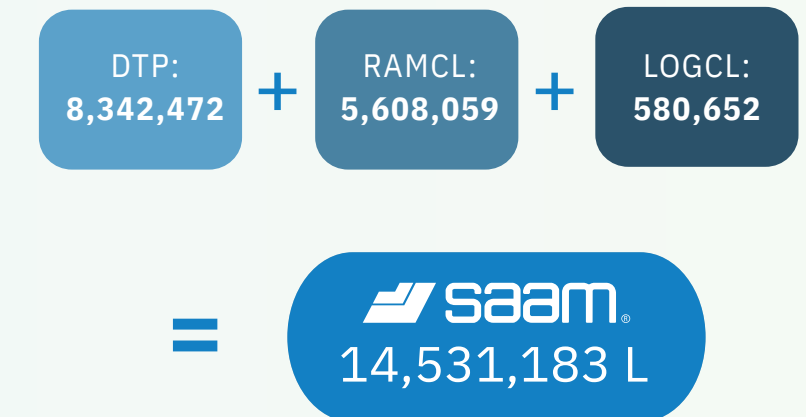 DTP:
8,342,472
+
RAMCL:
5,608,059
+
LOGCL:
580,652
=
saam®
14,531,183 L